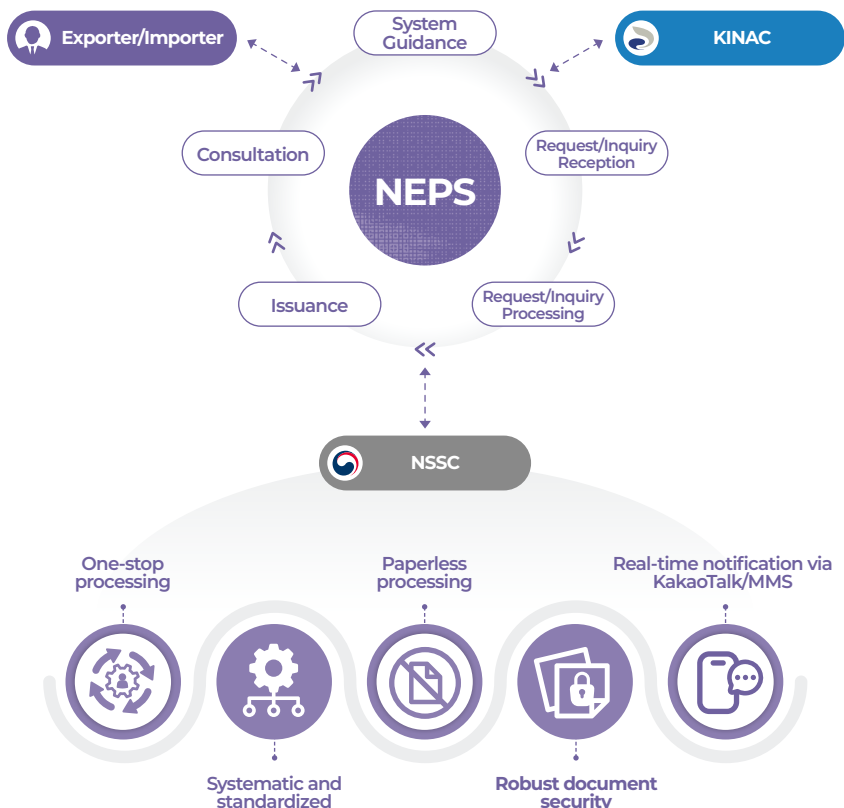 Exporter/Importer
System
Guidance
KINAC
Consultation
Request/Inquiry
Reception
NEPS
Issuance
Request/Inquiry
Processing
NSSC
One-stop
processing
Paperless
processing
Real-time notification via
KakaoTalk/MMS
Systematic and
standardized
Robust document
security